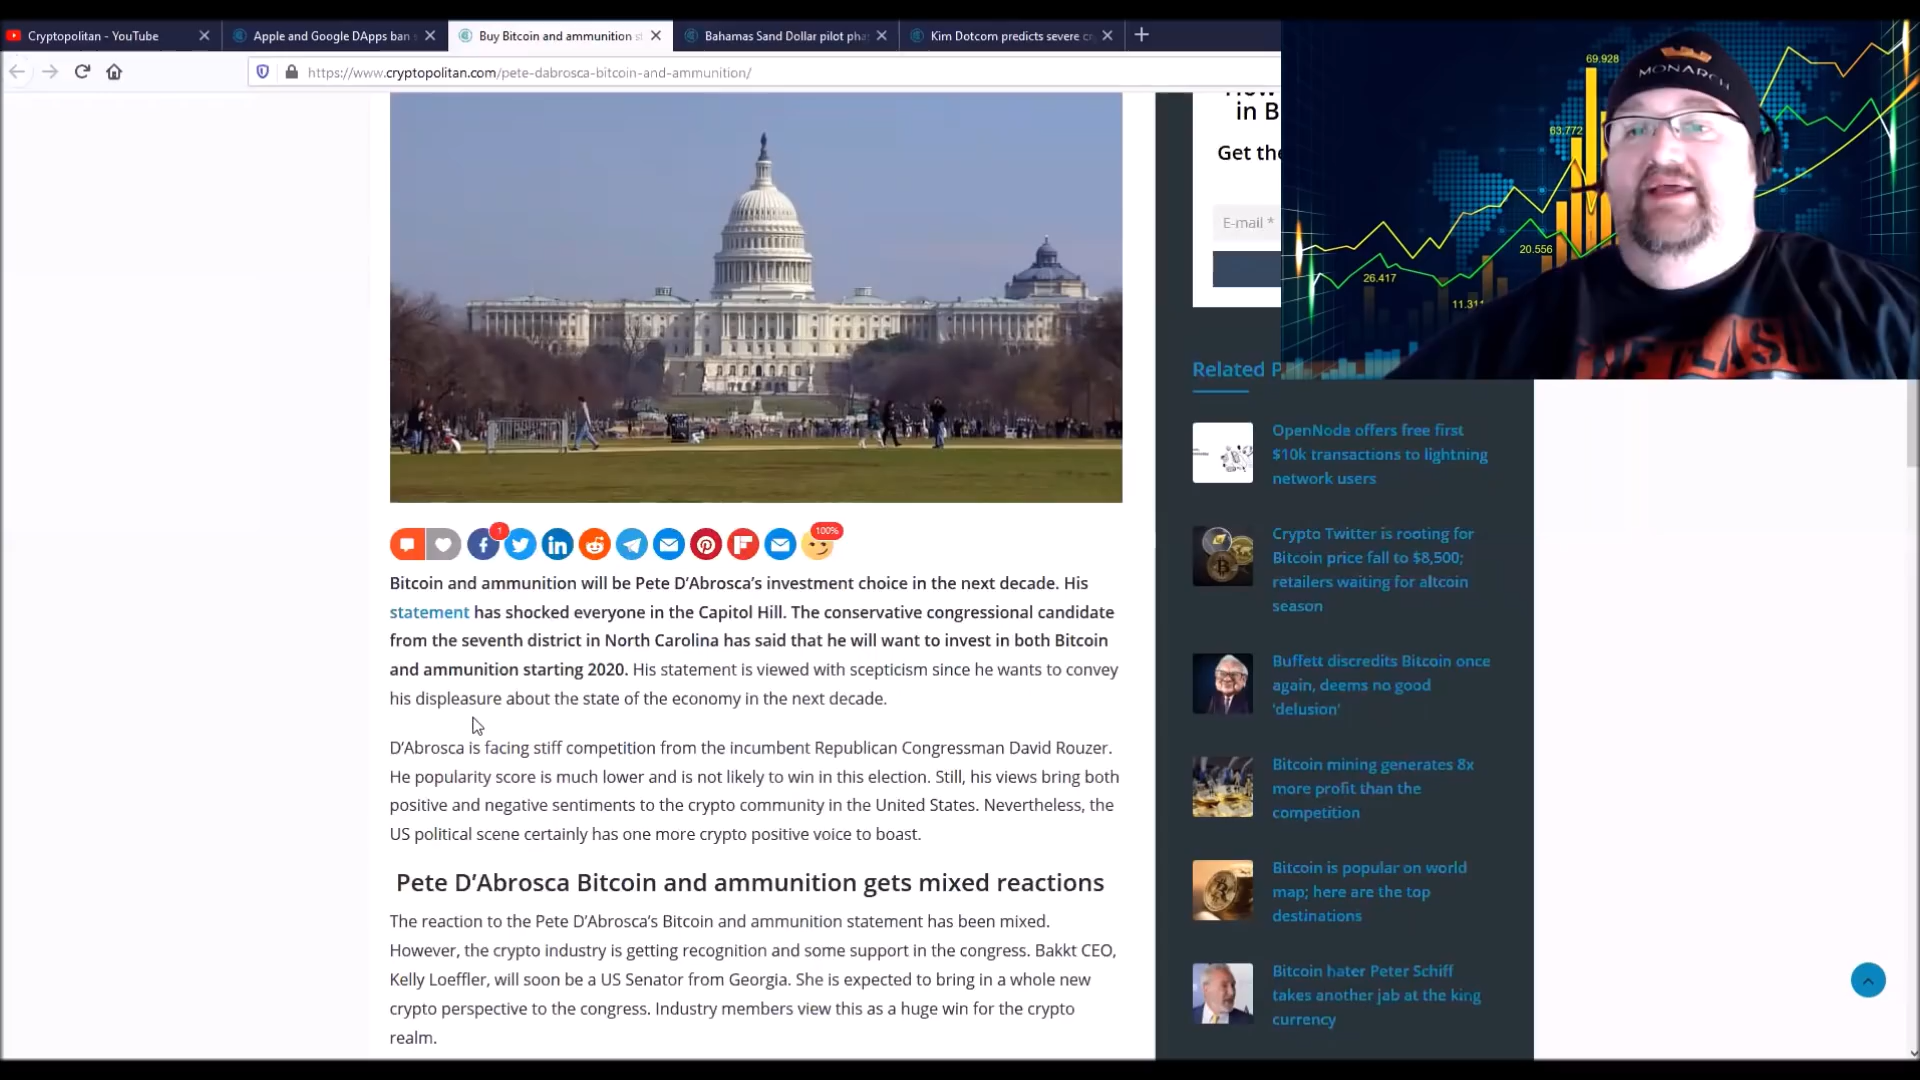 Cryptopolitan - YouTube
Apple and Google DApps ban
Buy Bitcoin and ammunition
Bahamas Sand Dollar pilot pha
Kim Dotcom predicts severe
https://www.cryptopolitan.com/pete-dabrosca-bitcoin-and-ammunition/
in B
Get the
E-mail *
69.928
MONARCH
63.772
20.556
26.417
Related P
1
100%
Bitcoin and ammunition will be Pete D’Abrosca’s investment choice in the next decade. His
statement has shocked everyone in the Capitol Hill. The conservative congressional candidate
from the seventh district in North Carolina has said that he will want to invest in both Bitcoin
and ammunition starting 2020. His statement is viewed with scepticism since he wants to convey
his displeasure about the state of the economy in the next decade.
D’Abrosca is facing stiff competition from the incumbent Republican Congressman David Rouzer.
He popularity score is much lower and is not likely to win in this election. Still, his views bring both
positive and negative sentiments to the crypto community in the United States. Nevertheless, the
US political scene certainly has one more crypto positive voice to boast.
Pete D’Abrosca Bitcoin and ammunition gets mixed reactions
The reaction to the Pete D’Abrosca’s Bitcoin and ammunition statement has been mixed.
However, the crypto industry is getting recognition and some support in the congress. Bakkt CEO,
Kelly Loeffler, will soon be a US Senator from Georgia. She is expected to bring in a whole new
crypto perspective to the congress. Industry members view this as a huge win for the crypto
realm.
OpenNode offers free first
$10k transactions to lightning
network users
Crypto Twitter is rooting for
Bitcoin price fall to $8,500;
retailers waiting for altcoin
season
Buffett discredits Bitcoin once
again, deems no good
'delusion'
Bitcoin mining generates 8x
more profit than the
competition
Bitcoin is popular on world
map; here are the top
destinations
Bitcoin hater Peter Schiff
takes another jab at the king
currency